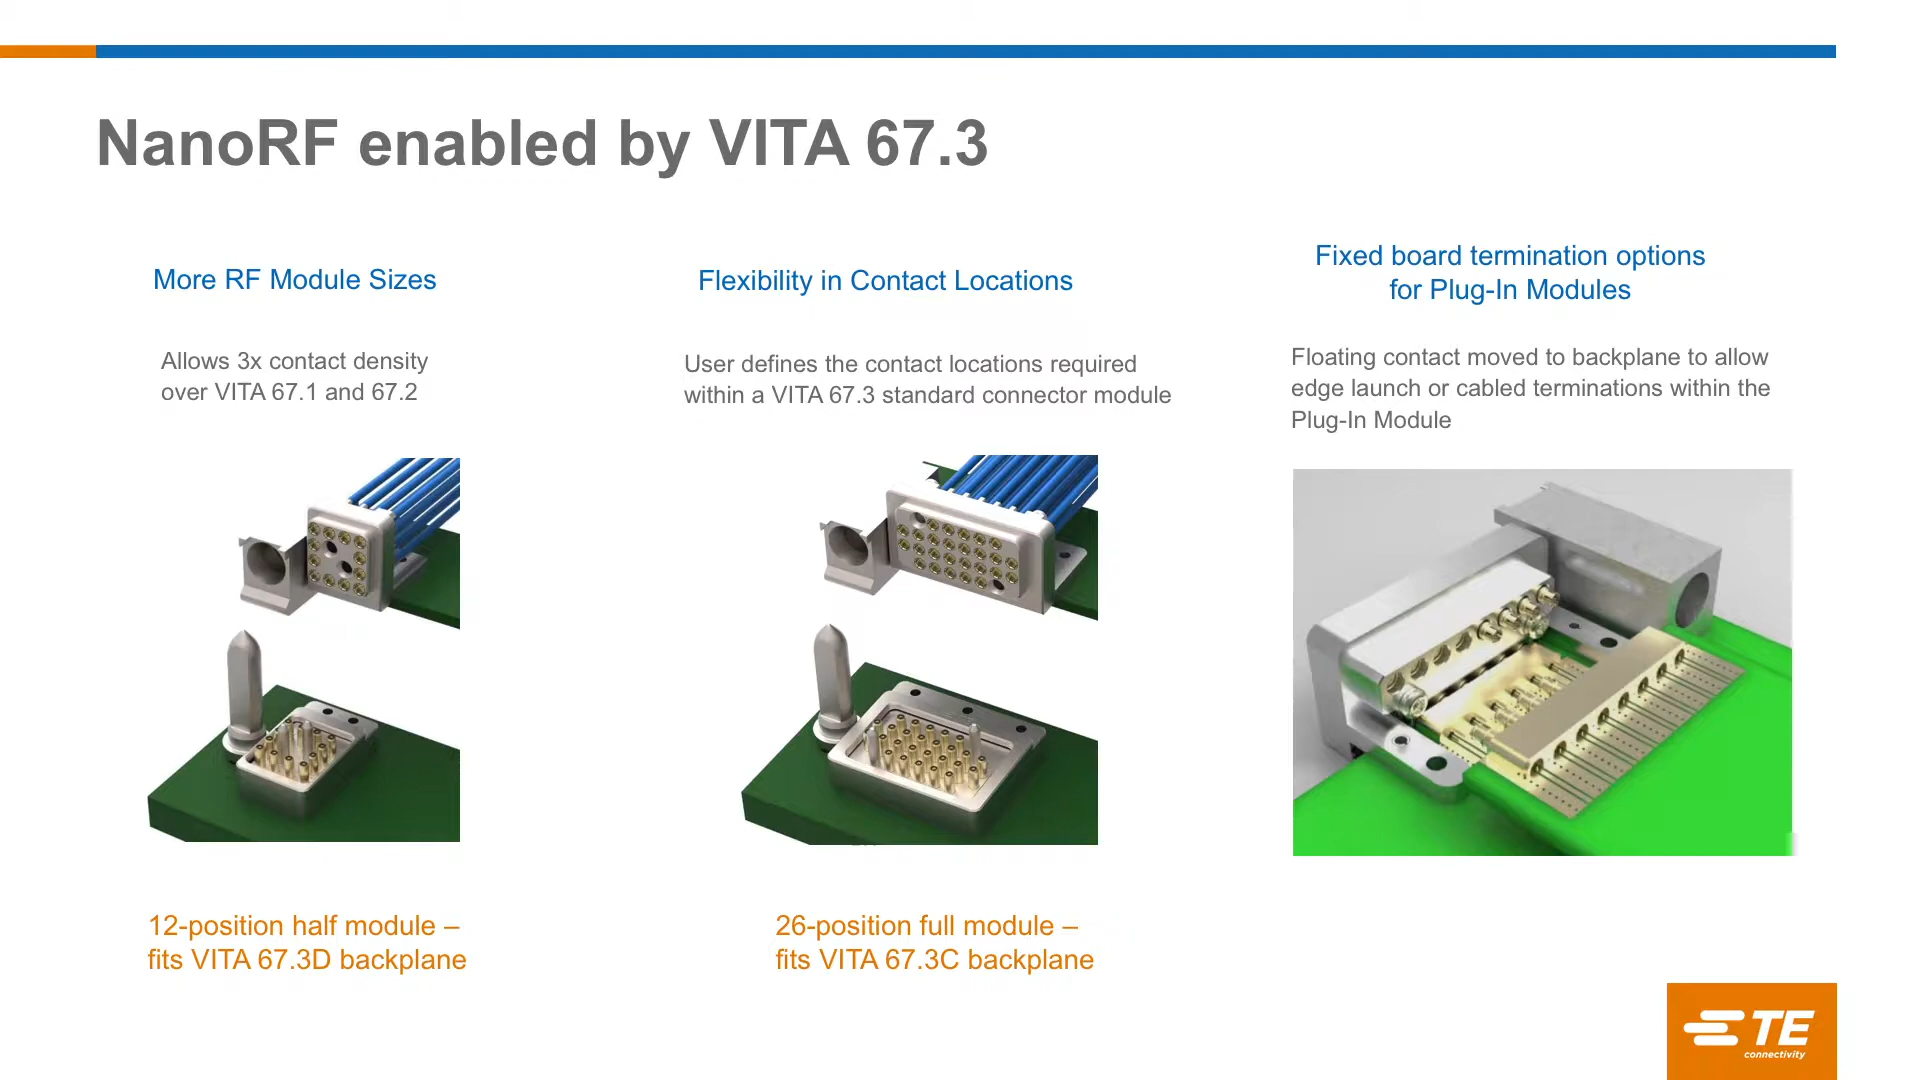 NanoRF enabled by VITA 67.3
More RF Module Sizes
Allows 3x contact density
over VITA 67.1 and 67.2
12-position half module –
fits VITA 67.3D backplane
Flexibility in Contact Locations
User defines the contact locations required
within a VITA 67.3 standard connector module
26-position full module –
fits VITA 67.3C backplane
Fixed board termination options
for Plug-In Modules
Floating contact moved to backplane to allow
edge launch or cabled terminations within the
Plug-In Module
TE
connectivity